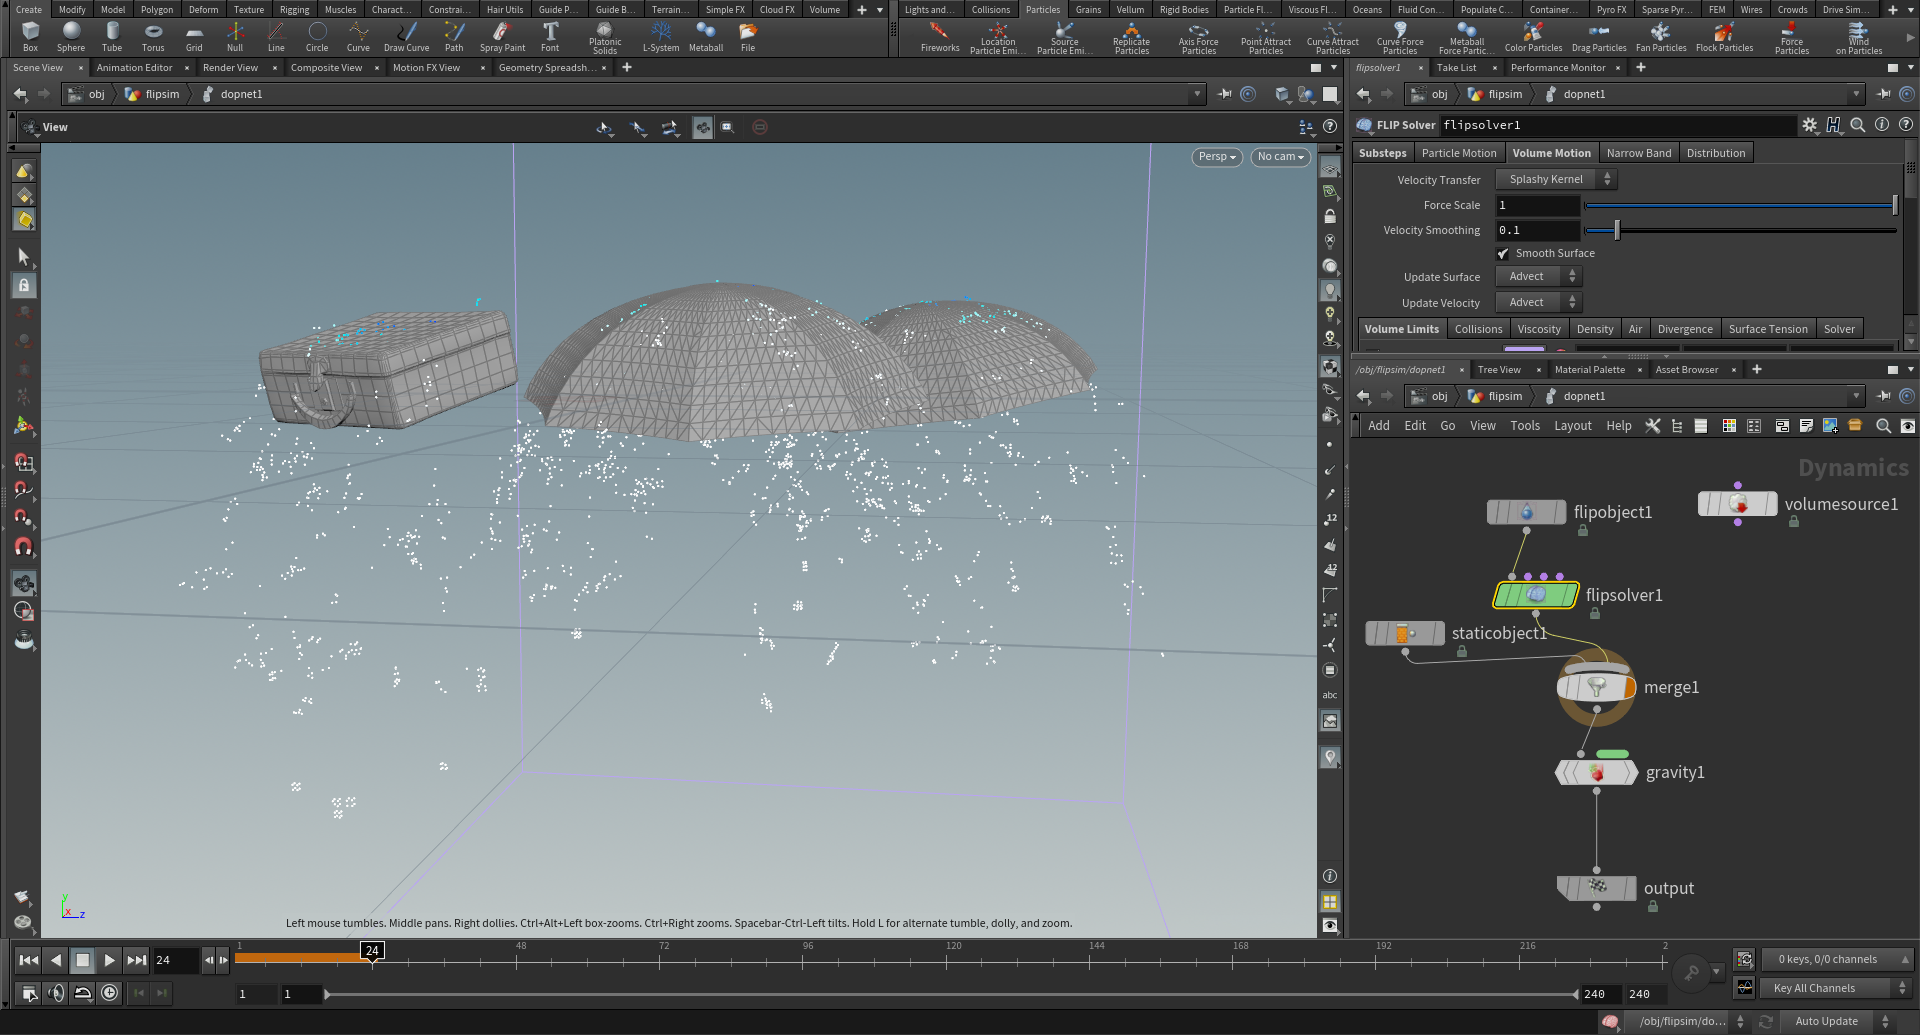 Create Modify Model Polygon Deform Texture Rigging Muscles Charact... Constrai... Hair Utils Guide P... Guide B... Terrain... Simple FX Cloud FX Volume
Lights and... Collisions Particles Grains Vellum Rigid Bodies Particle Fl... Viscous Fl... Oceans Fluid Con... Populate C... Container... Pyro FX Sparse Pyr... FEM Wires Crowds Drive Sim...
Box Sphere Tube Torus Grid Null Line Circle Curve Draw Curve Path Spray Paint Font Platonic Solids L-System Metaball File
Fireworks Location Particle Emi... Source Particle Emi... Replicate Particles Axis Force Particles Point Attract Particles Curve Attract Particles Curve Force Particles Metaball Force Partic... Color Particles Drag Particles Fan Particles Flock Particles Force Particles Wind on Particles
Scene View Animation Editor Render View Composite View Motion FX View Geometry Spreadsh...
obj flipsim dopnet1
View
Persp No cam
Left mouse tumbles. Middle pans. Right dollies. Ctrl+Alt+Left box-zooms. Ctrl+Right zooms. Spacebar-Ctrl-Left tilts. Hold L for alternate tumble, dolly, and zoom.
y
x z
12
12
abc
flipsolver1 Take List Performance Monitor
obj flipsim dopnet1
FLIP Solver flipsolver1
Substeps Particle Motion Volume Motion Narrow Band Distribution
Velocity Transfer Splashy Kernel
Force Scale 1
Velocity Smoothing 0.1
Smooth Surface
Update Surface Advect
Update Velocity Advect
Volume Limits Collisions Viscosity Density Air Divergence Surface Tension Solver
/obj/flipsim/dopnet1 Tree View Material Palette Asset Browser
obj flipsim dopnet1
Add Edit Go View Tools Layout Help
Dynamics
volumesource1
flipobject1
flipsolver1
staticobject1
merge1
gravity1
output
24
1 24 48 72 96 120 144 168 192 216 2
1 1 240 240
0 keys, 0/0 channels
Key All Channels
/obj/flipsim/do... Auto Update